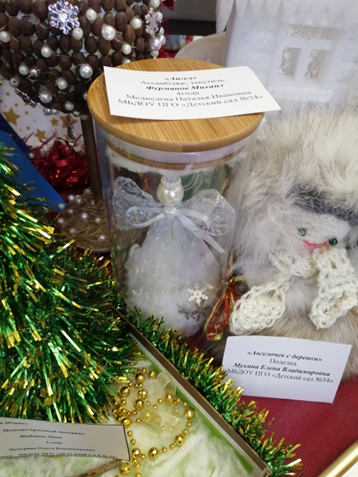 «Ангел»
Ассамбляж, текстиль
Фурманов Михаил
4 года
Медведева Наталья Ивановна
МБДОУ ПГО «Детский сад №34»
«Ангелочек с деревом»
Поделка
Мухина Елена Владимировна
МБДОУ ПГО «Детский сад №34»
материал